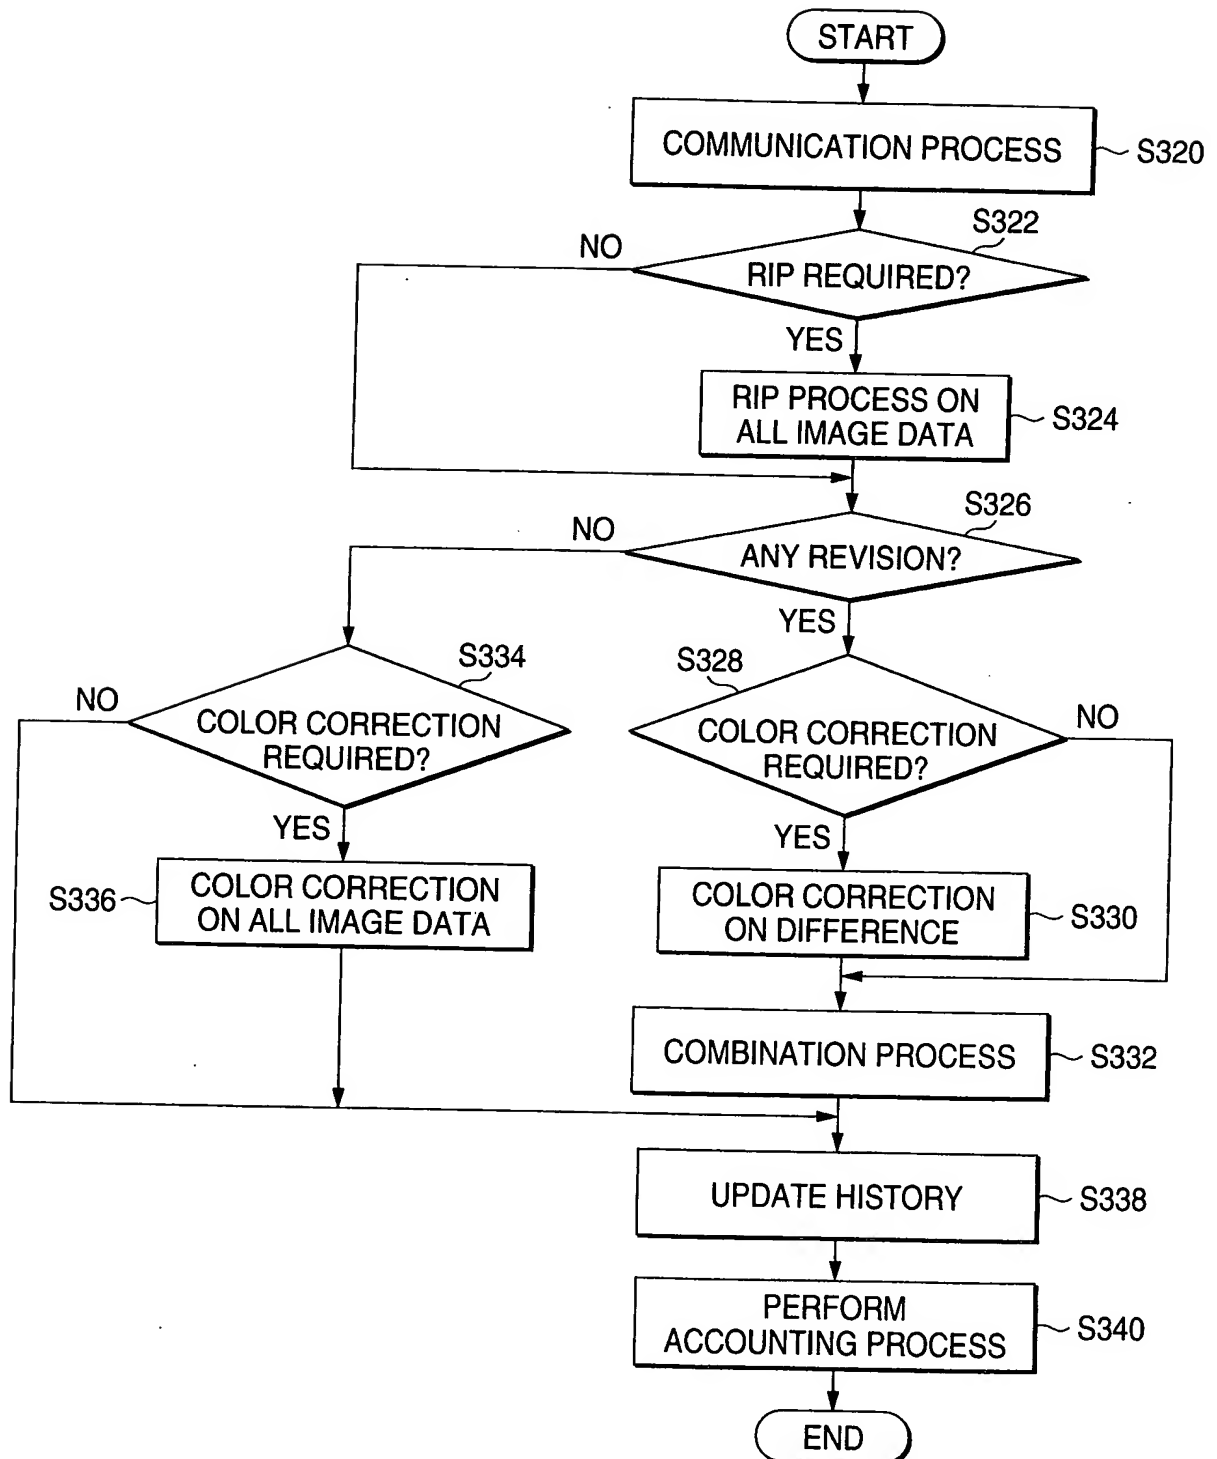 START
COMMUNICATION PROCESS
S320
S322
NO
RIP REQUIRED?
YES
RIP PROCESS ON
ALL IMAGE DATA
S324
S326
NO
ANY REVISION?
YES
S334
S328
NO
COLOR CORRECTION
REQUIRED?
COLOR CORRECTION
REQUIRED?
NO
YES
YES
S336
COLOR CORRECTION
ON ALL IMAGE DATA
COLOR CORRECTION
ON DIFFERENCE
S330
COMBINATION PROCESS
S332
UPDATE HISTORY
S338
PERFORM
ACCOUNTING PROCESS
S340
END